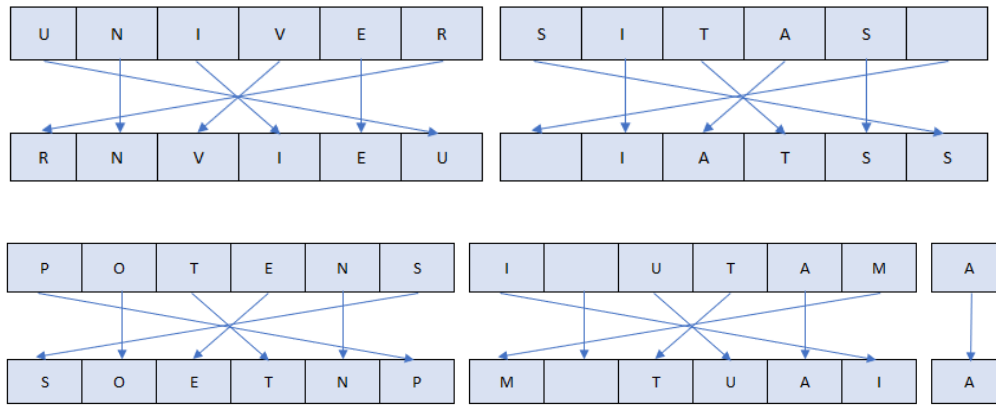 U N I V E R S I T A S
R N V I E U I A T S S
P O T E N S I U T A M A
S O E T N P M T U A I A